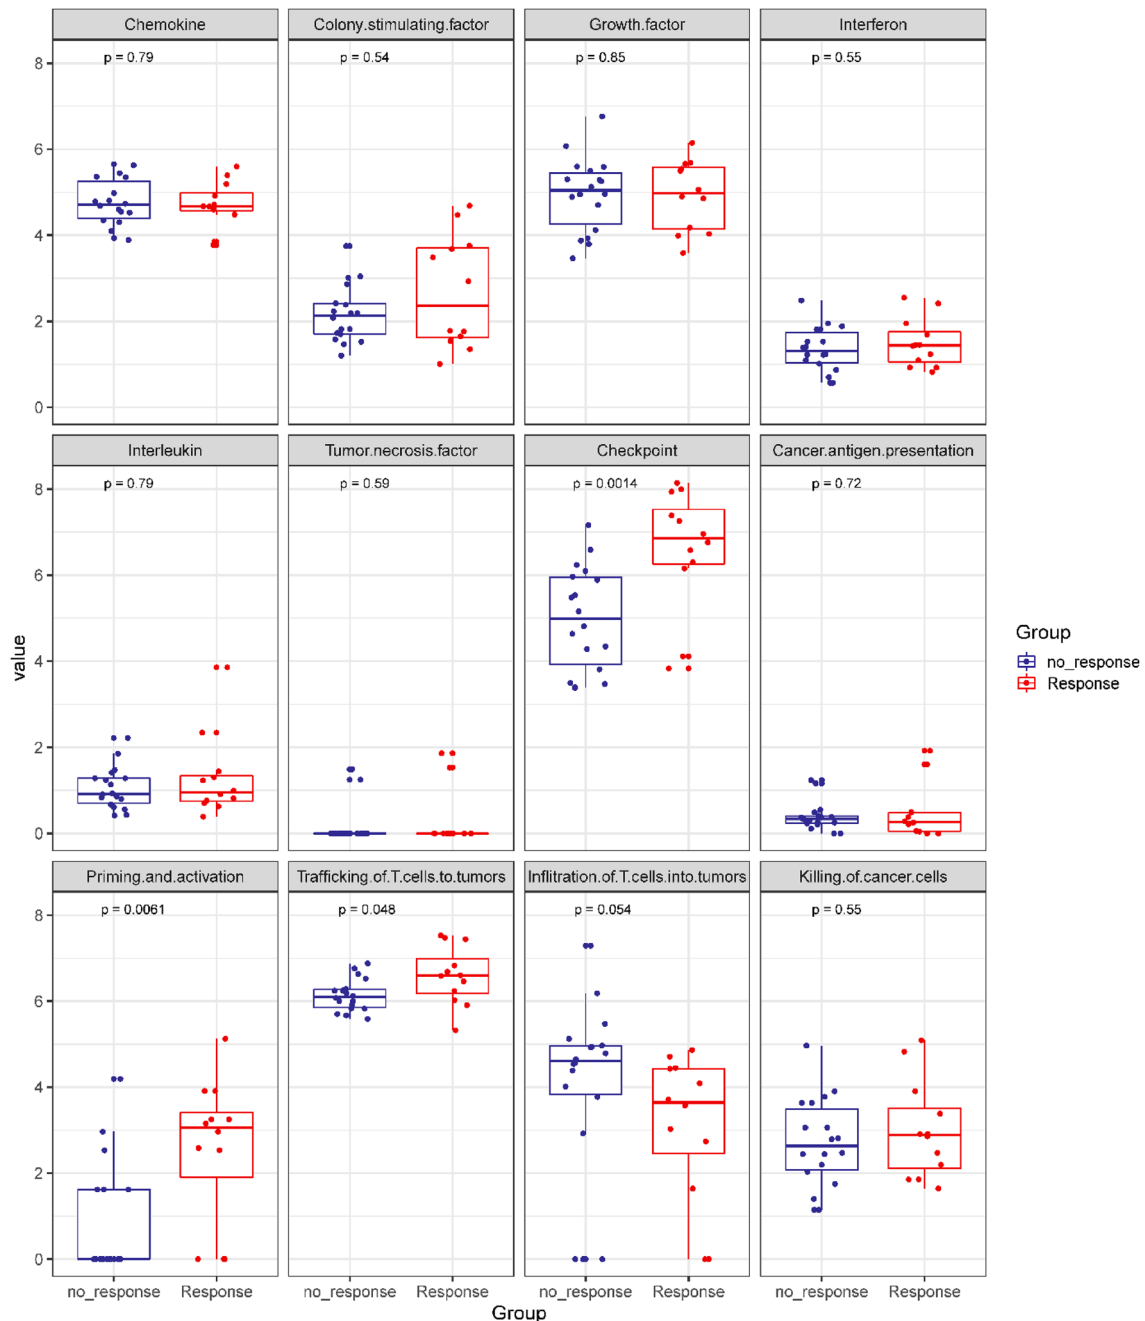 Chemokine
Colony.stimulating.factor
Growth.factor
Interferon
p = 0.79
p = 0.54
p = 0.85
p = 0.55
8
6
4
2
0
Interleukin
Tumor.necrosis.factor
Checkpoint
Cancer.antigen.presentation
p = 0.79
p = 0.59
p = 0.0014
p = 0.72
8
6
4
2
0
value
Group
no_response
Response
Priming.and.activation
Trafficking.of.T.cells.to.tumors
Inflitration.of.T.cells.into.tumors
Killing.of.cancer.cells
p = 0.0061
p = 0.048
p = 0.054
p = 0.55
8
6
4
2
0
no_response
Response
no_response
Response
no_response
Response
no_response
Response
Group